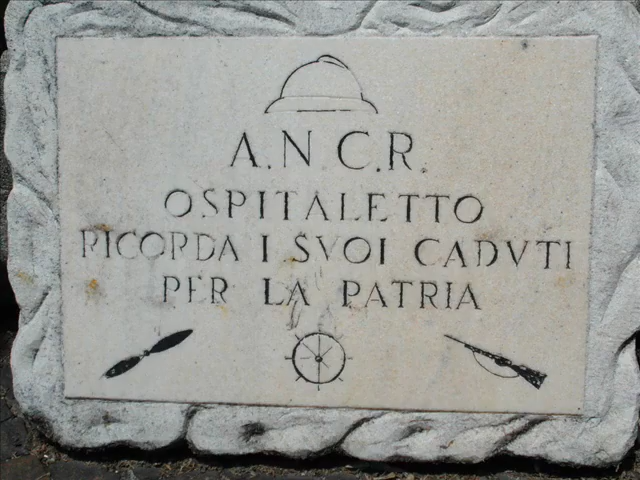 A.N.C.R.
OSPITALETTO
RICORDA I SVOI CADVTI
PER LA PATRIA